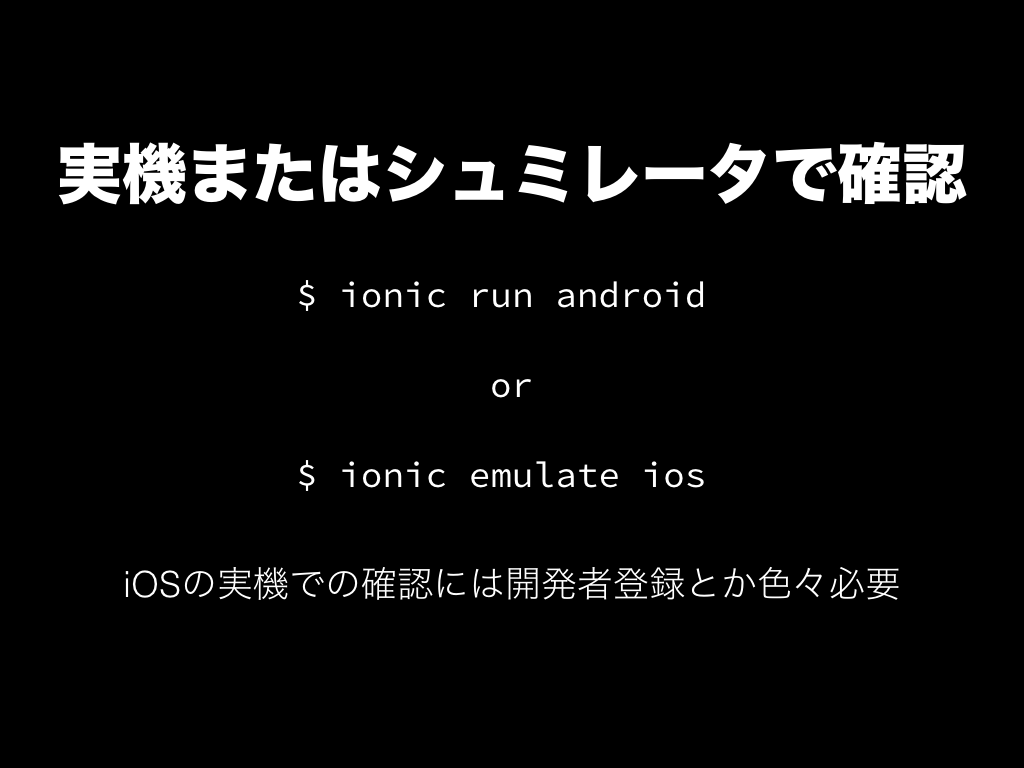 実機またはシュミレータで確認
$ ionic run android
or
$ ionic emulate ios
iOSの実機での確認には開発者登録とか色々必要